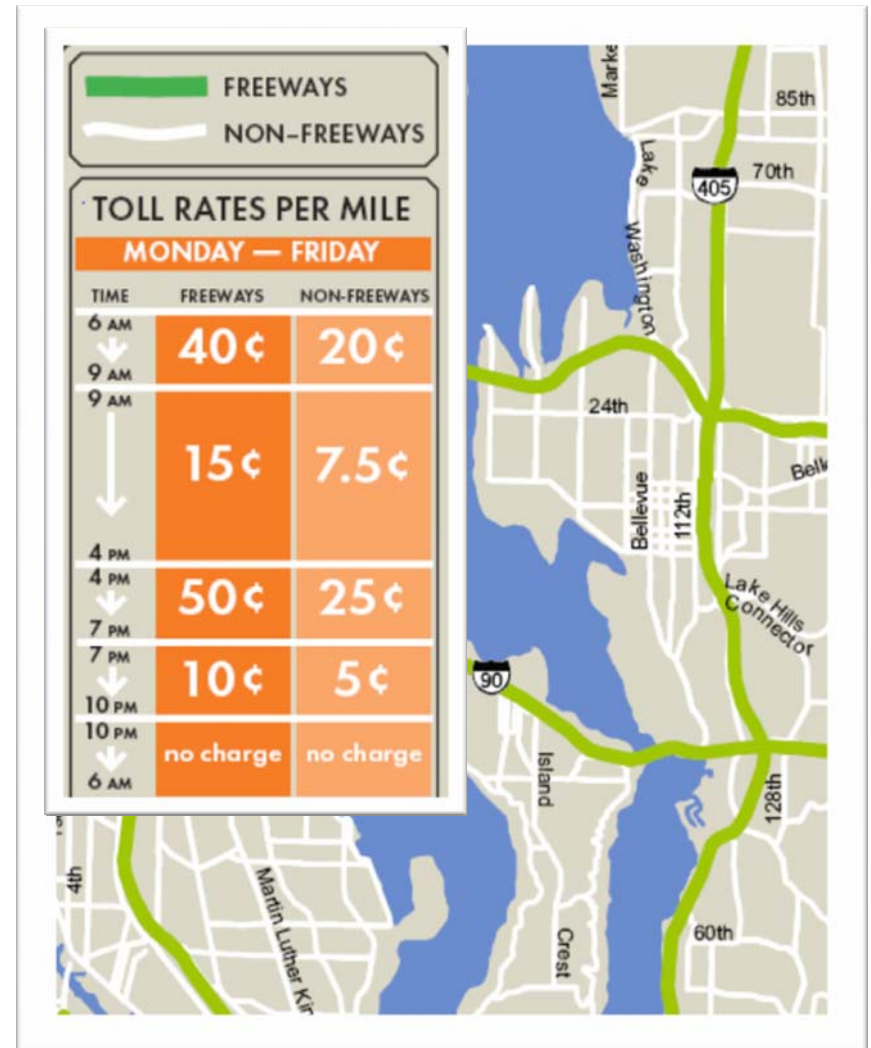 FREEWAYS
NON-FREEWAYS
TOLL RATES PER MILE
MONDAY — FRIDAY
TIME FREEWAYS NON-FREEWAYS
6 AM
9 AM
40¢ 20¢
9 AM
4 PM
15¢ 7.5¢
4 PM
7 PM
50¢ 25¢
7 PM
10 PM
10¢ 5¢
10 PM
6 AM
no charge no charge
Marke
85th
Lake Washington
405
70th
24th
Bellevue
112th
Bell
Lake Hills
Connector
90
Island
Crest
128th
60th
4th
Martin Luther Kin